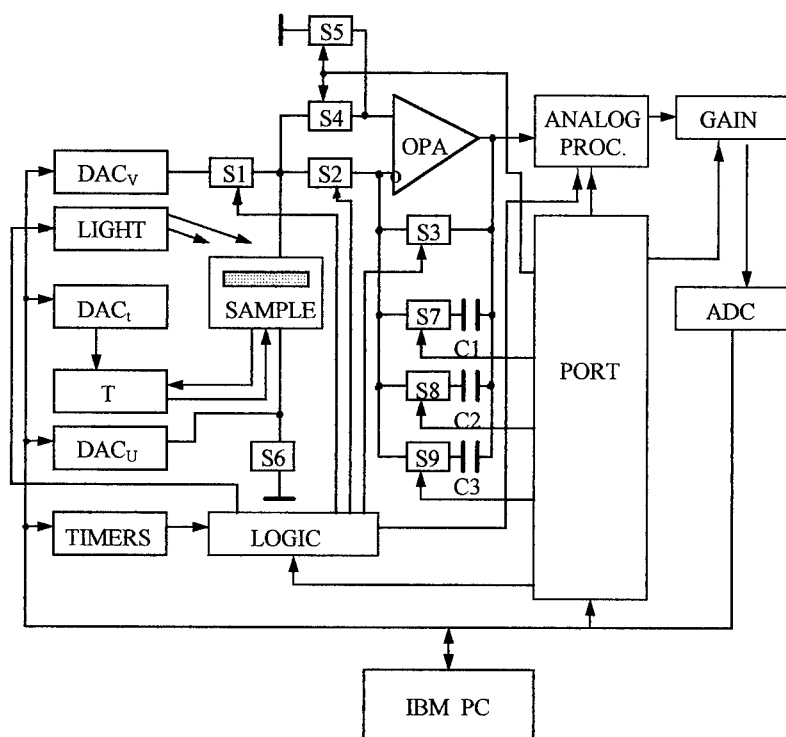 S5
S4
OPA
ANALOG
PROC.
GAIN
DACV
S1
S2
LIGHT
S3
SAMPLE
DACt
S7
C1
ADC
T
PORT
S8
C2
DACU
S6
S9
C3
TIMERS
LOGIC
IBM PC